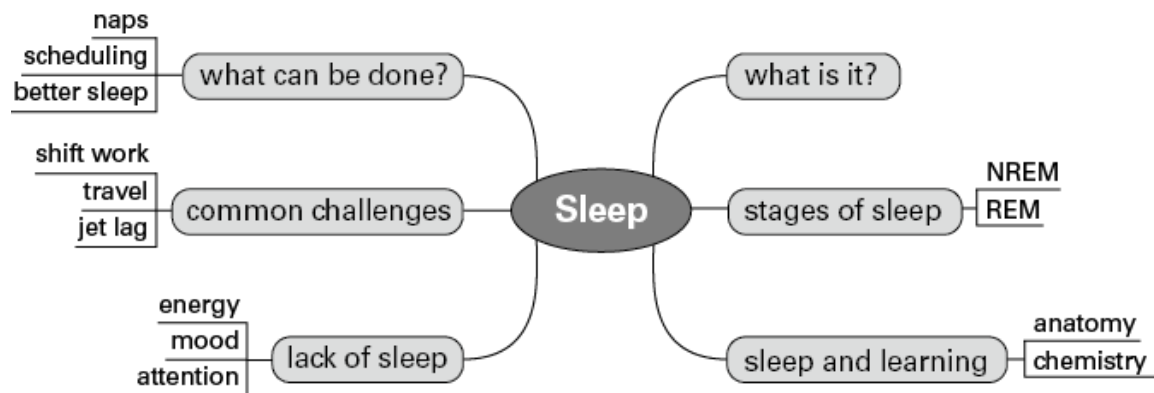 naps
scheduling
better sleep
what can be done?
shift work
travel
jet lag
common challenges
energy
mood
attention
lack of sleep
Sleep
what is it?
stages of sleep
NREM
REM
sleep and learning
anatomy
chemistry